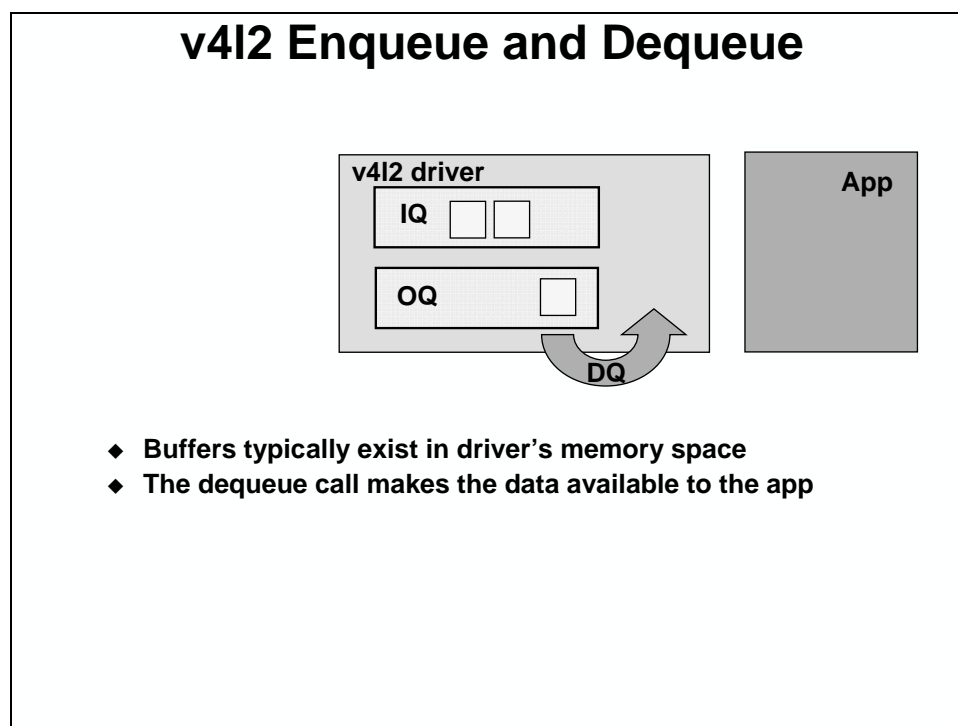 v4l2 Enqueue and Dequeue
v4l2 driver
App
IQ
OQ
DQ
◆ Buffers typically exist in driver's memory space
◆ The dequeue call makes the data available to the app